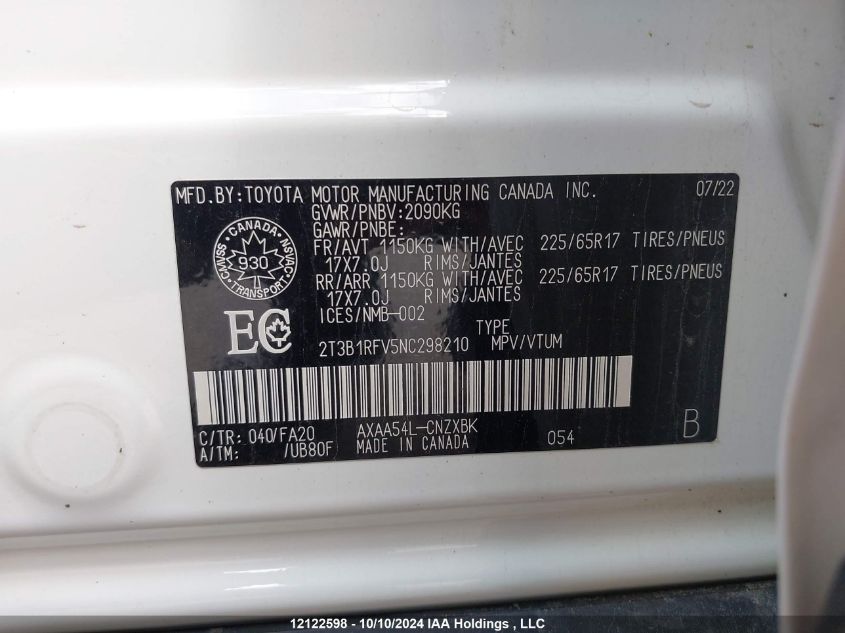 MFD.BY:TOYOTA MOTOR MANUFACTURING CANADA INC. 07/22
GVWR/PNBV:2090KG
GAWR/PNBE:
FR/AVT 1150KG WITH/AVEC 225/65R17 TIRES/PNEUS
17X7.0J RIMS/JANTES
RR/ARR 1150KG WITH/AVEC 225/65R17 TIRES/PNEUS
17X7.0J RIMS/JANTES
ICES/NMB-002
CANADA
CMVSS NSVAC
930
TRANSPORT
EC
TYPE
2T3B1RFV5NC298210 MPV/VTUM
C/TR: 040/FA20 AXAA54L-CNZXBK
A/TM: /UB80F MADE IN CANADA 054 B
12122598 - 10/10/2024 IAA Holdings , LLC